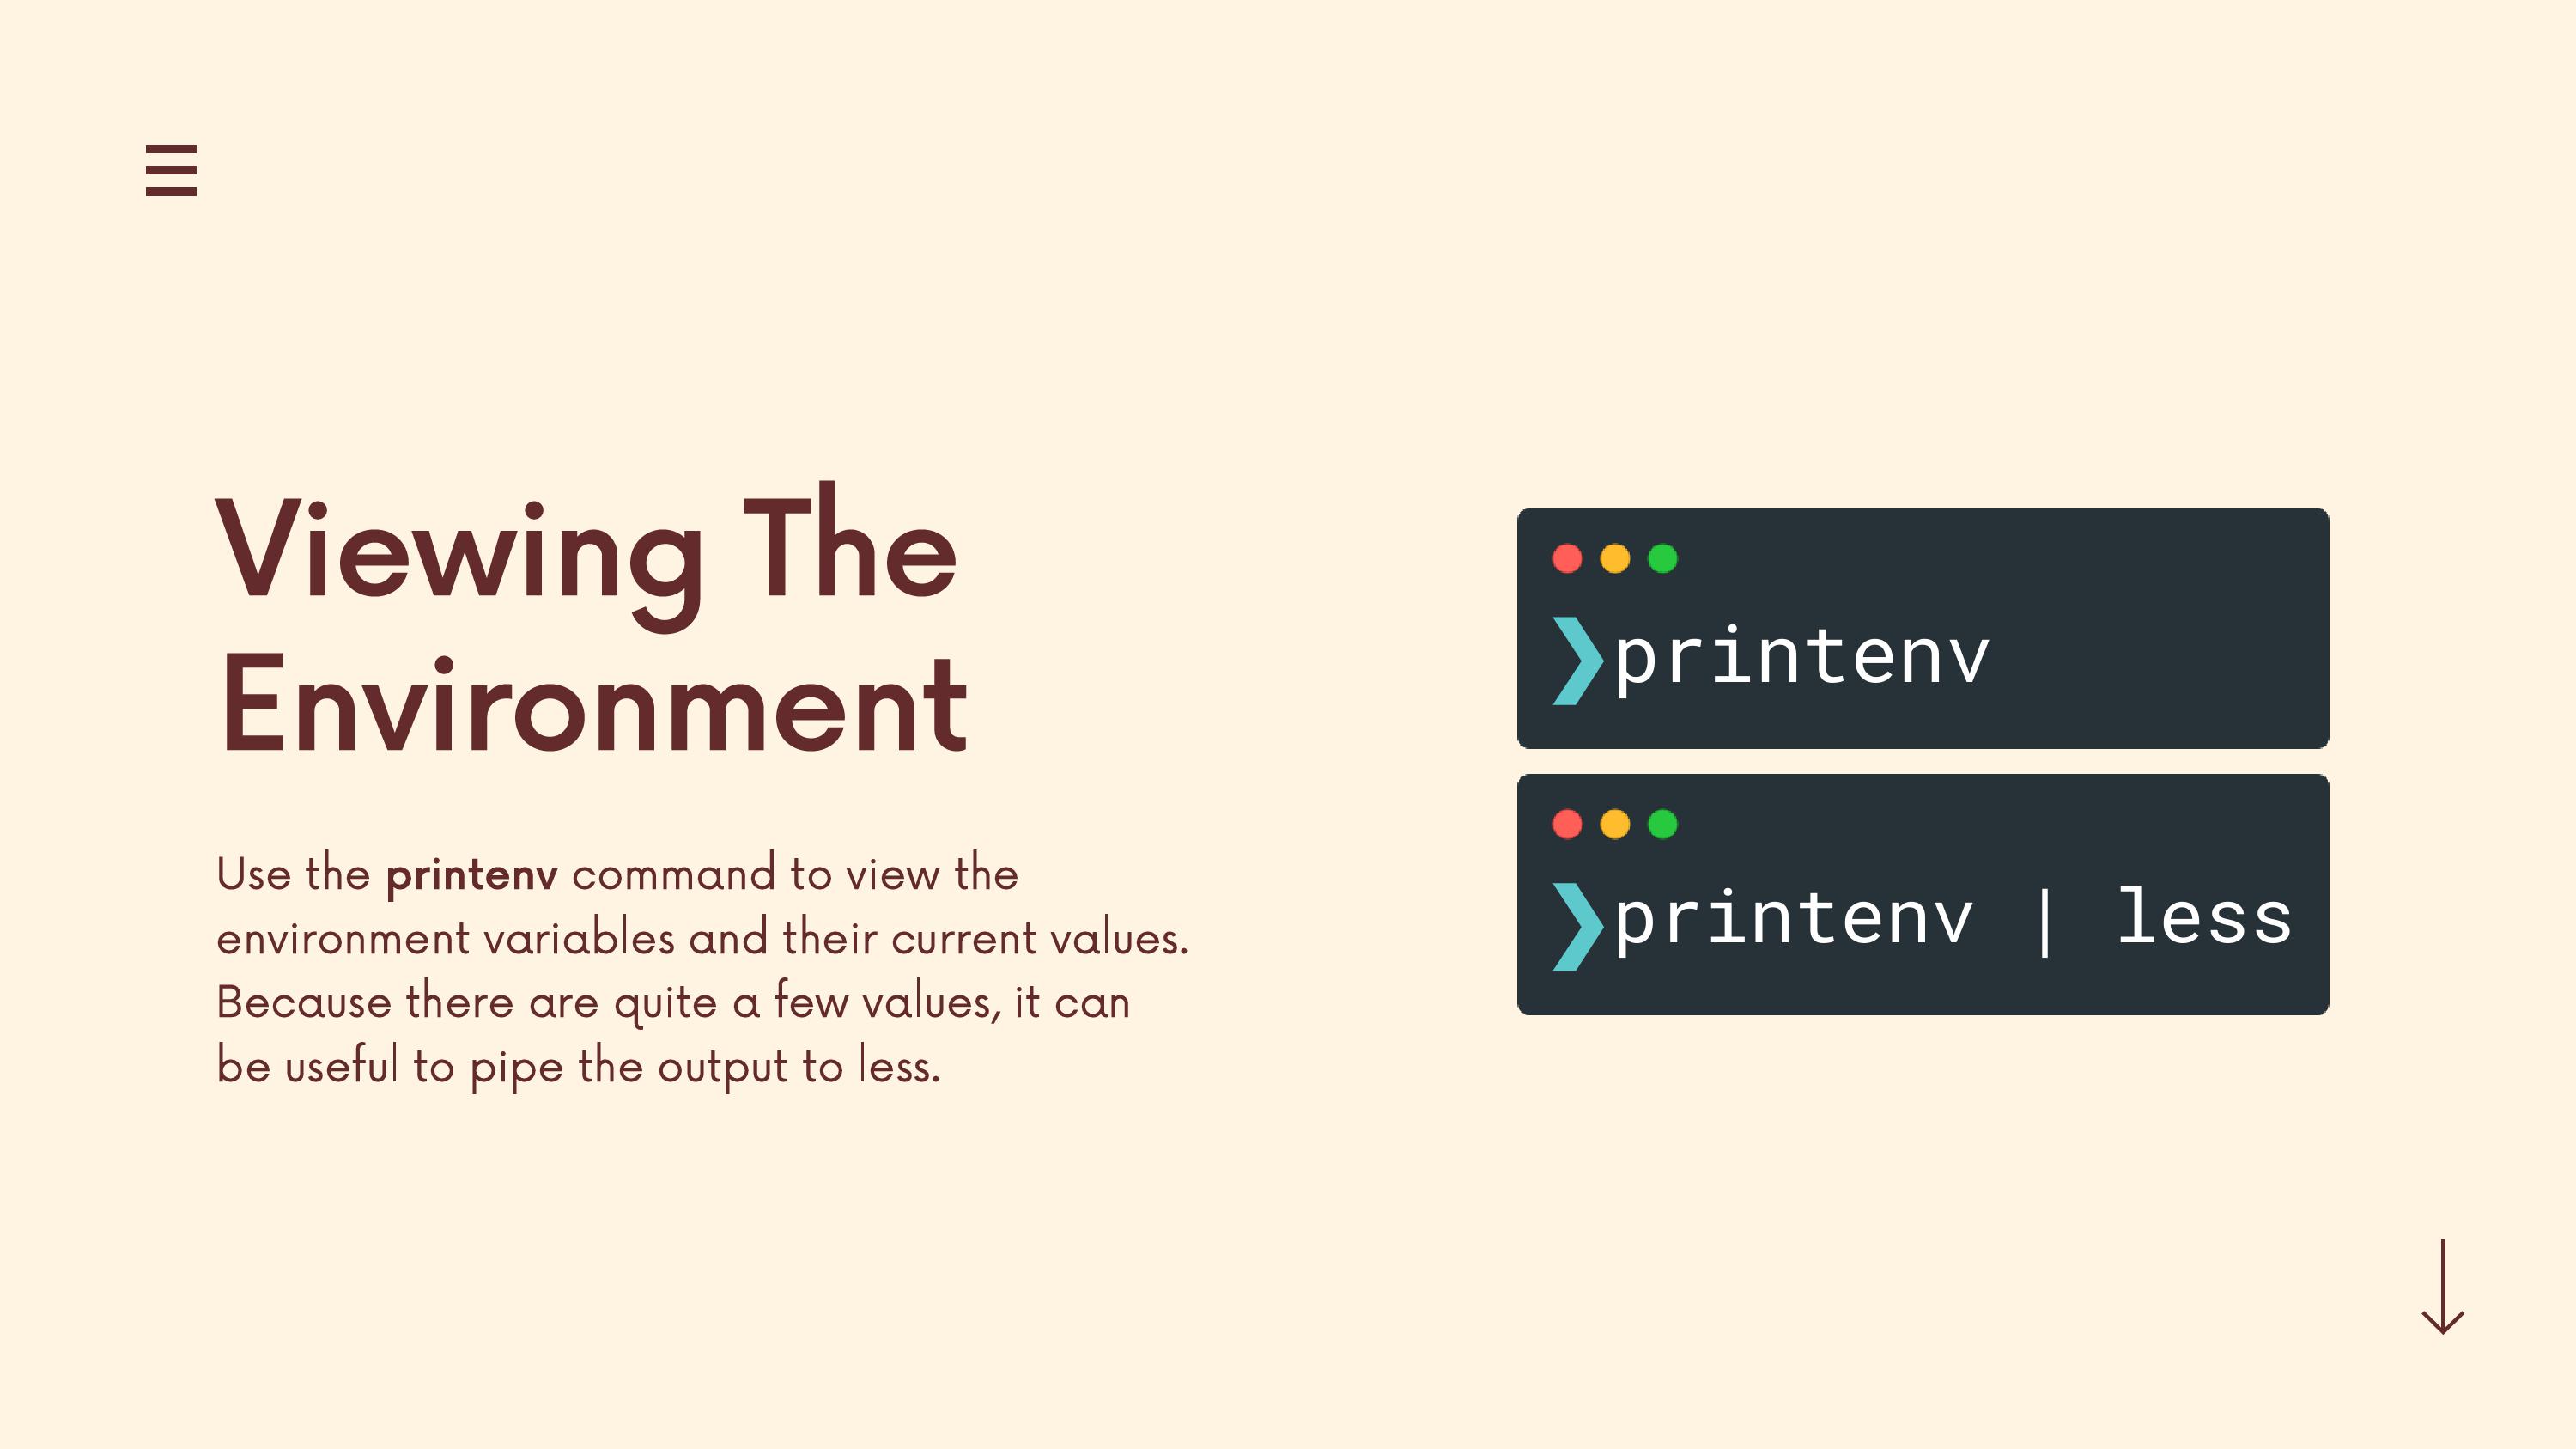 Viewing The
Environment
Use the printenv command to view the
environment variables and their current values.
Because there are quite a few values, it can
be useful to pipe the output to less.
❯printenv
❯printenv | less